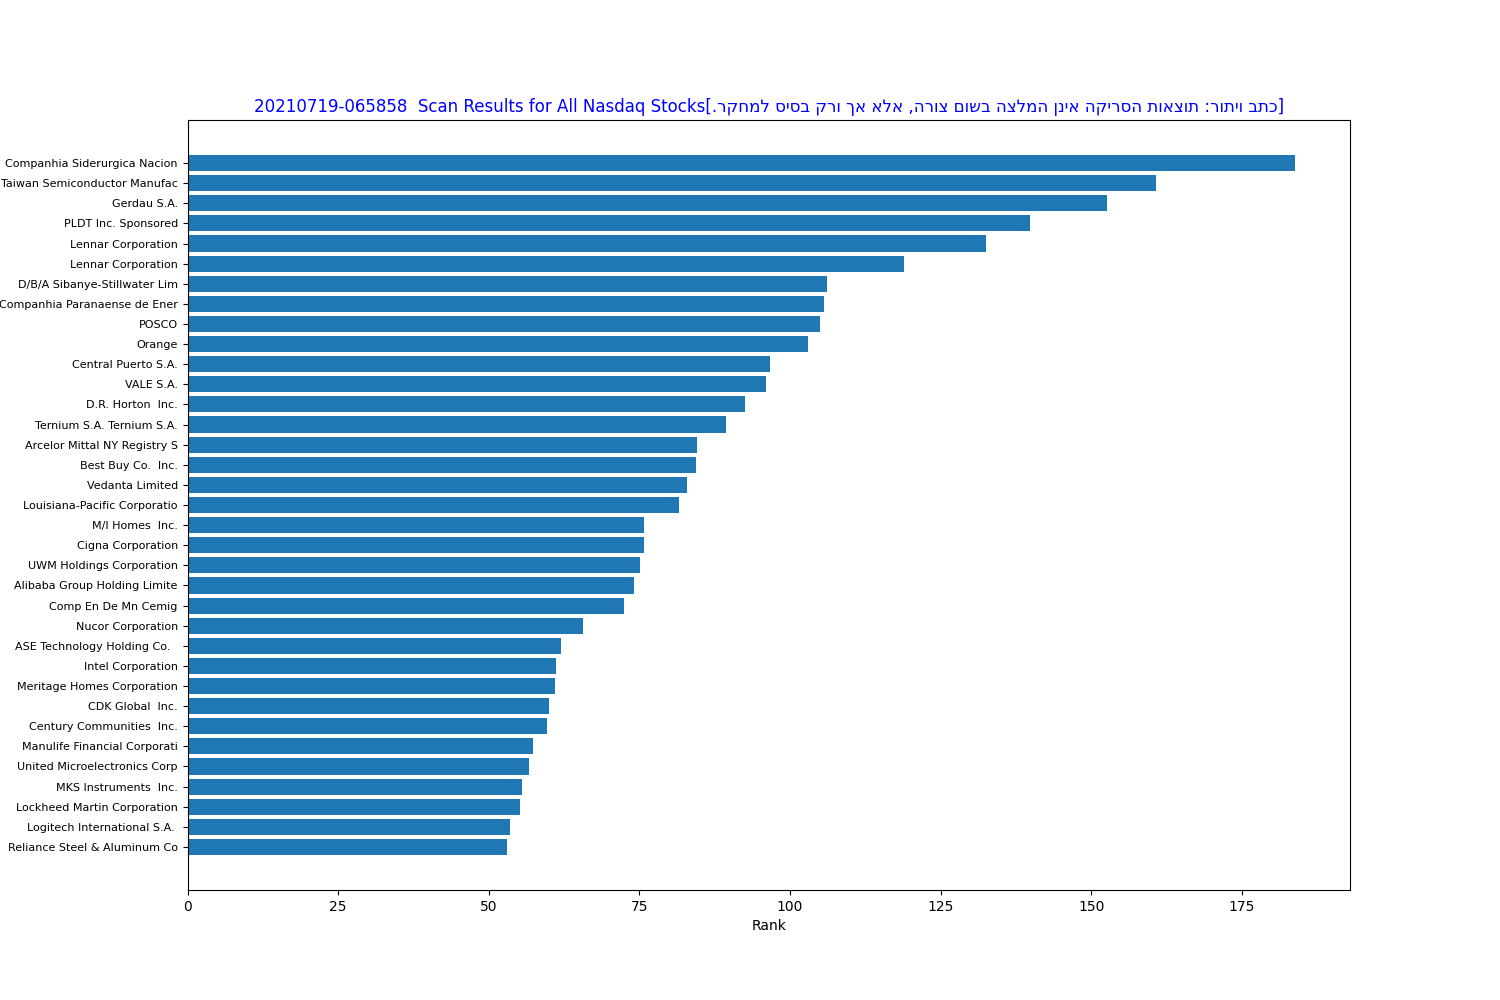 20210719-065858  Scan Results for All Nasdaq Stocks[כתב ויתור: תוצאות הסריקה אינן המלצה בשום צורה, אלא אך ורק בסיס למחקר.]
Companhia Siderurgica Nacion
Taiwan Semiconductor Manufac
Gerdau S.A.
PLDT Inc. Sponsored
Lennar Corporation
Lennar Corporation
D/B/A Sibanye-Stillwater Lim
Companhia Paranaense de Ener
POSCO
Orange
Central Puerto S.A.
VALE S.A.
D.R. Horton  Inc.
Ternium S.A. Ternium S.A.
Arcelor Mittal NY Registry S
Best Buy Co.  Inc.
Vedanta Limited
Louisiana-Pacific Corporatio
M/I Homes  Inc.
Cigna Corporation
UWM Holdings Corporation
Alibaba Group Holding Limite
Comp En De Mn Cemig
Nucor Corporation
ASE Technology Holding Co.
Intel Corporation
Meritage Homes Corporation
CDK Global  Inc.
Century Communities  Inc.
Manulife Financial Corporati
United Microelectronics Corp
MKS Instruments  Inc.
Lockheed Martin Corporation
Logitech International S.A.
Reliance Steel & Aluminum Co
0 25 50 75 100 125 150 175
Rank